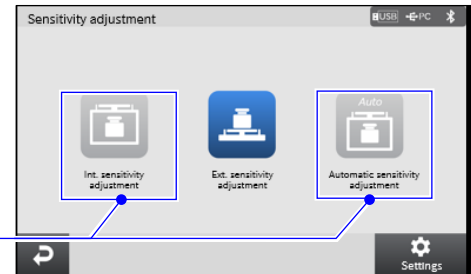 Sensitivity adjustment
USB PC
Auto
Int. sensitivity
adjustment
Ext. sensitivity
adjustment
Automatic sensitivity
adjustment
Settings